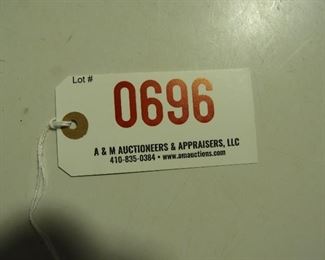 Lot #
0696
A & M AUCTIONEERS & APPRAISERS, LLC
410-835-0384 • www.amauctions.com